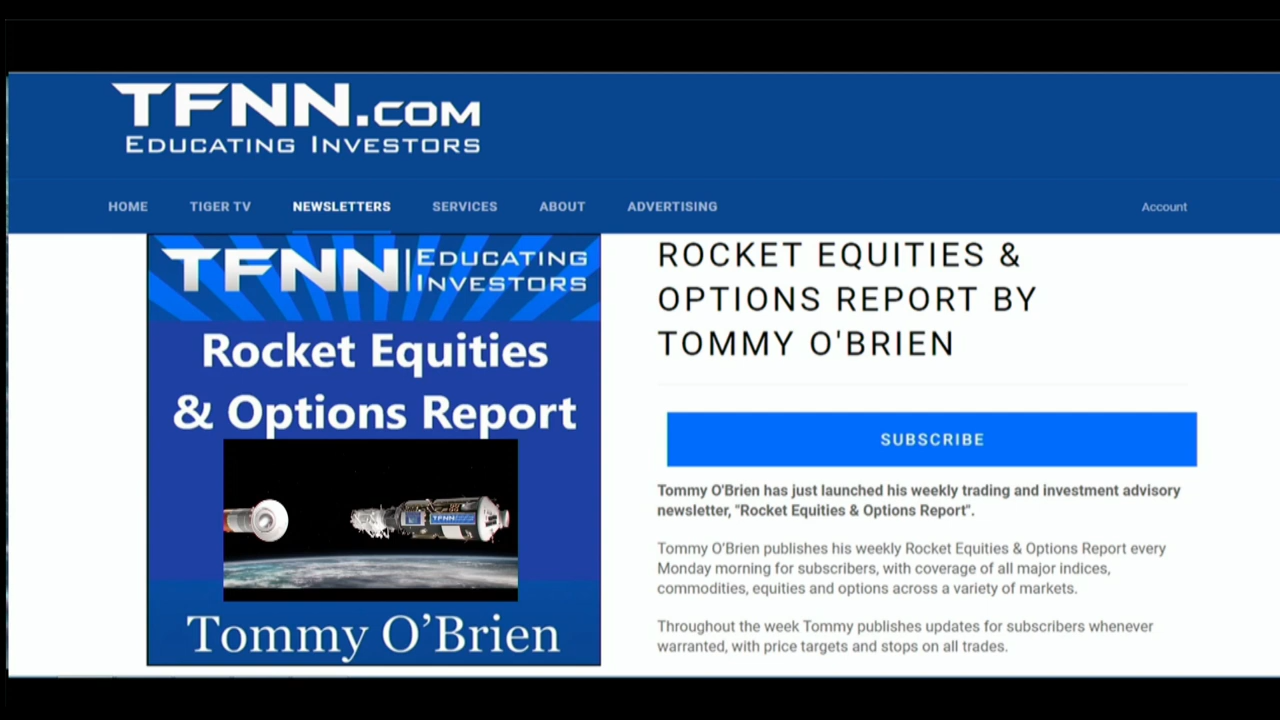 TFNN.COM
EDUCATING INVESTORS
HOME TIGER TV NEWSLETTERS SERVICES ABOUT ADVERTISING Account
TFNN EDUCATING
INVESTORS
Rocket Equities
& Options Report
TFNN
Tommy O’Brien
ROCKET EQUITIES &
OPTIONS REPORT BY
TOMMY O'BRIEN
SUBSCRIBE
Tommy O'Brien has just launched his weekly trading and investment advisory
newsletter, "Rocket Equities & Options Report".
Tommy O’Brien publishes his weekly Rocket Equities & Options Report every
Monday morning for subscribers, with coverage of all major indices,
commodities, equities and options across a variety of markets.
Throughout the week Tommy publishes updates for subscribers whenever
warranted, with price targets and stops on all trades.